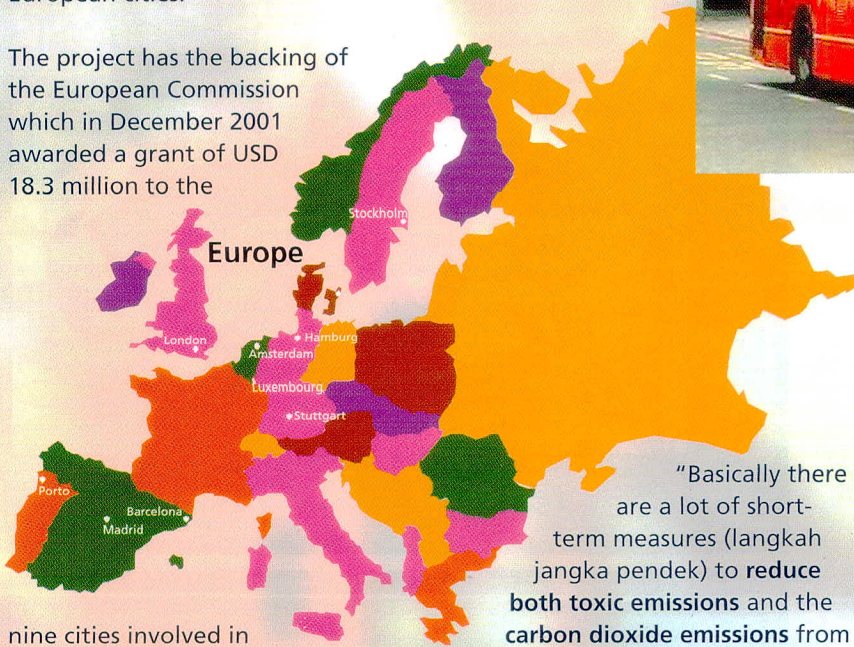 European cities.
The project has the backing of
the European Commission
which in December 2001
awarded a grant of USD
18.3 million to the
Stockholm
Europe
London
Hamburg
Amsterdam
Luxembourg
Stuttgart
Porto
Barcelona
Madrid
nine cities involved in
“Basically there
are a lot of short-
term measures (langkah
jangka pendek) to reduce
both toxic emissions and the
carbon dioxide emissions from